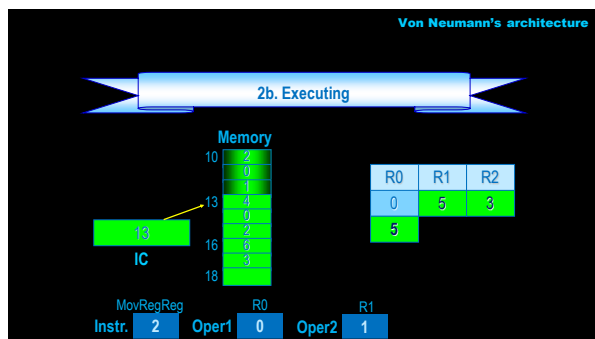 Von Neumann's architecture
2b. Executing
Memory
10 2
0
1
13 4
0
2
16 6
3
18
13
IC
R0 R1 R2
0 5 3
5
MovRegReg R0 R1
Instr. 2 Oper1 0 Oper2 1